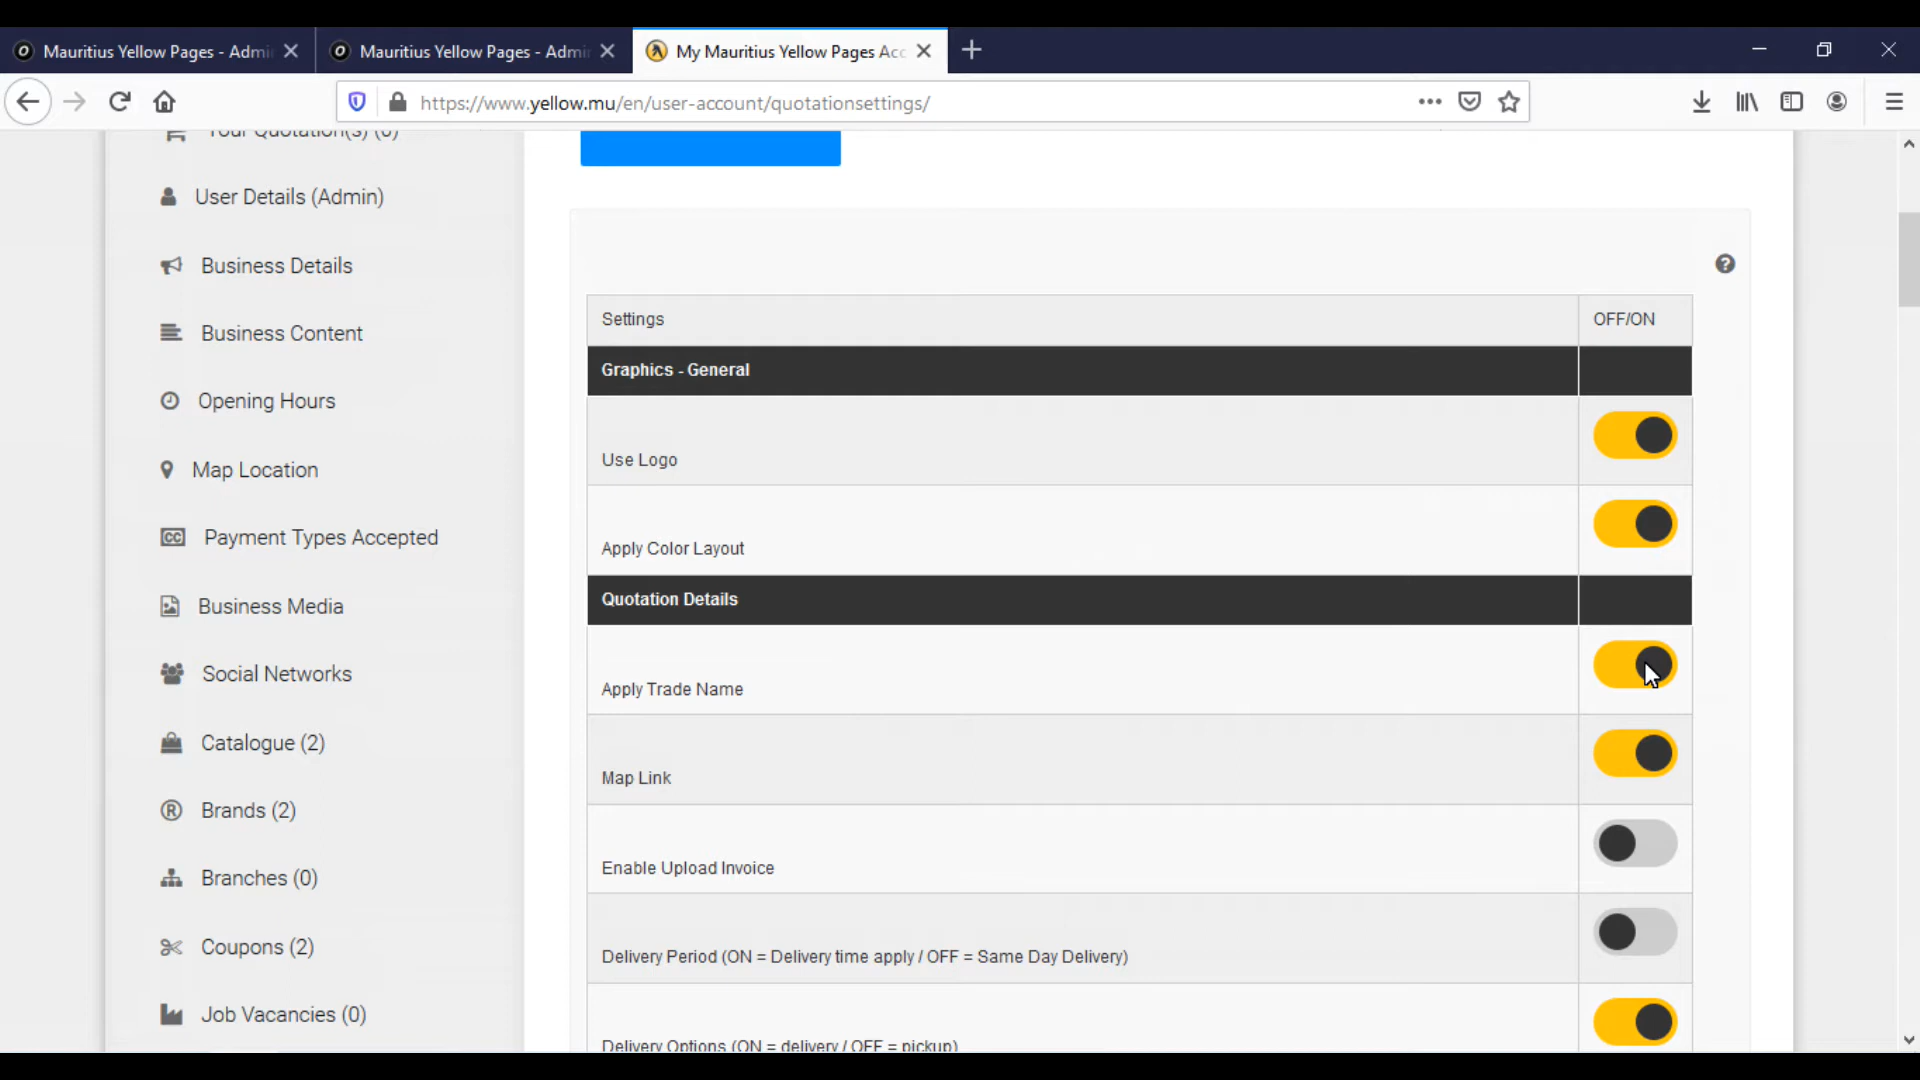 Mauritius Yellow Pages - Admi
Mauritius Yellow Pages - Admi
My Mauritius Yellow Pages Acc
https://www.yellow.mu/en/user-account/quotationsettings/
Your Quotation(s) (0)
User Details (Admin)
Business Details
Business Content
Opening Hours
Map Location
Payment Types Accepted
Business Media
Social Networks
Catalogue (2)
Brands (2)
Branches (0)
Coupons (2)
Job Vacancies (0)
Settings OFF/ON
Graphics - General
Use Logo
Apply Color Layout
Quotation Details
Apply Trade Name
Map Link
Enable Upload Invoice
Delivery Period (ON = Delivery time apply / OFF = Same Day Delivery)
Delivery Options (ON = delivery / OFF = pickup)